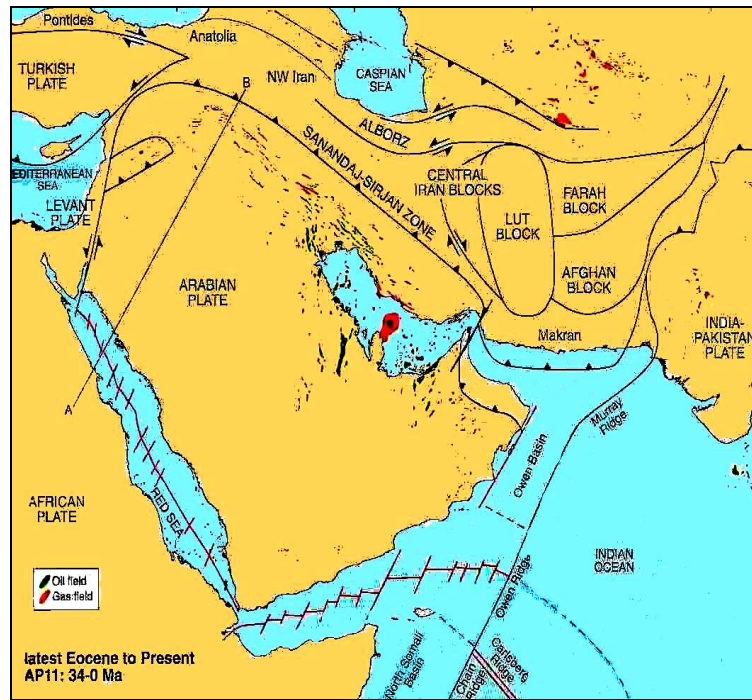 Pontides
Anatolia
TURKISH
PLATE
NW Iran
CASPIAN
SEA
B
ALBORZ
SANANDAJ-SIRJAN ZONE
EDITERRANEAN
SEA
LEVANT
PLATE
CENTRAL
IRAN BLOCKS
LUT
BLOCK
FARAH
BLOCK
AFGHAN
BLOCK
ARABIAN
PLATE
Makran
INDIA-
PAKISTAN
PLATE
A
Murray
Ridge
Owen Basin
AFRICAN
PLATE
RED SEA
INDIAN
OCEAN
Oil field
Gas field
Owen Ridge
North Somali
Basin
Chain
Ridge
Carlsberg
Ridge
latest Eocene to Present
AP11: 34-0 Ma